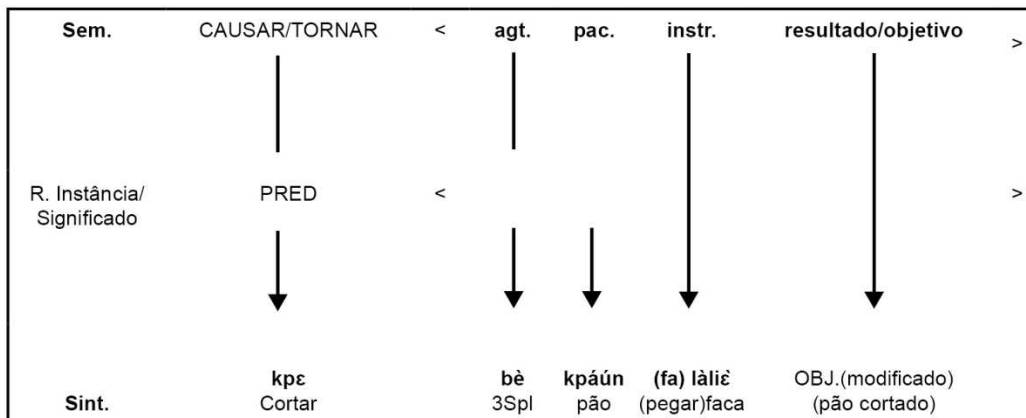 Sem. CAUSAR/TORNAR < agt. pac. instr. resultado/objetivo >
R. Instância/ PRED < >
Significado
kpɛ bè kpáún (fa) làliɛ̀ OBJ.(modificado)
Sint. Cortar 3Spl pão (pegar)faca (pão cortado)